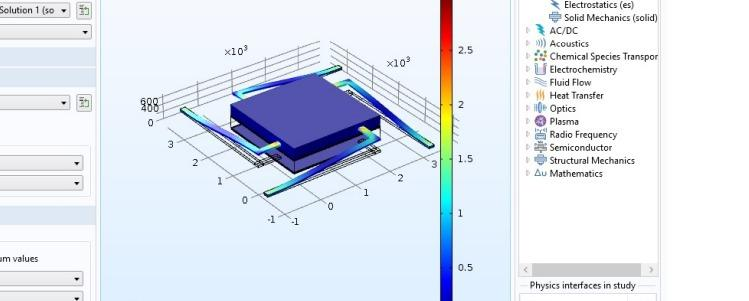 Solution 1 (so
um values
×10³
×10³
600
400
0
3
2
1
0
-1
-1
0
1
2
3
2.5
2
1.5
1
0.5
Electrostatics (es)
Solid Mechanics (solid)
AC/DC
Acoustics
Chemical Species Transpor
Electrochemistry
Fluid Flow
Heat Transfer
Optics
Plasma
Radio Frequency
Semiconductor
Structural Mechanics
Δu Mathematics
Physics interfaces in study